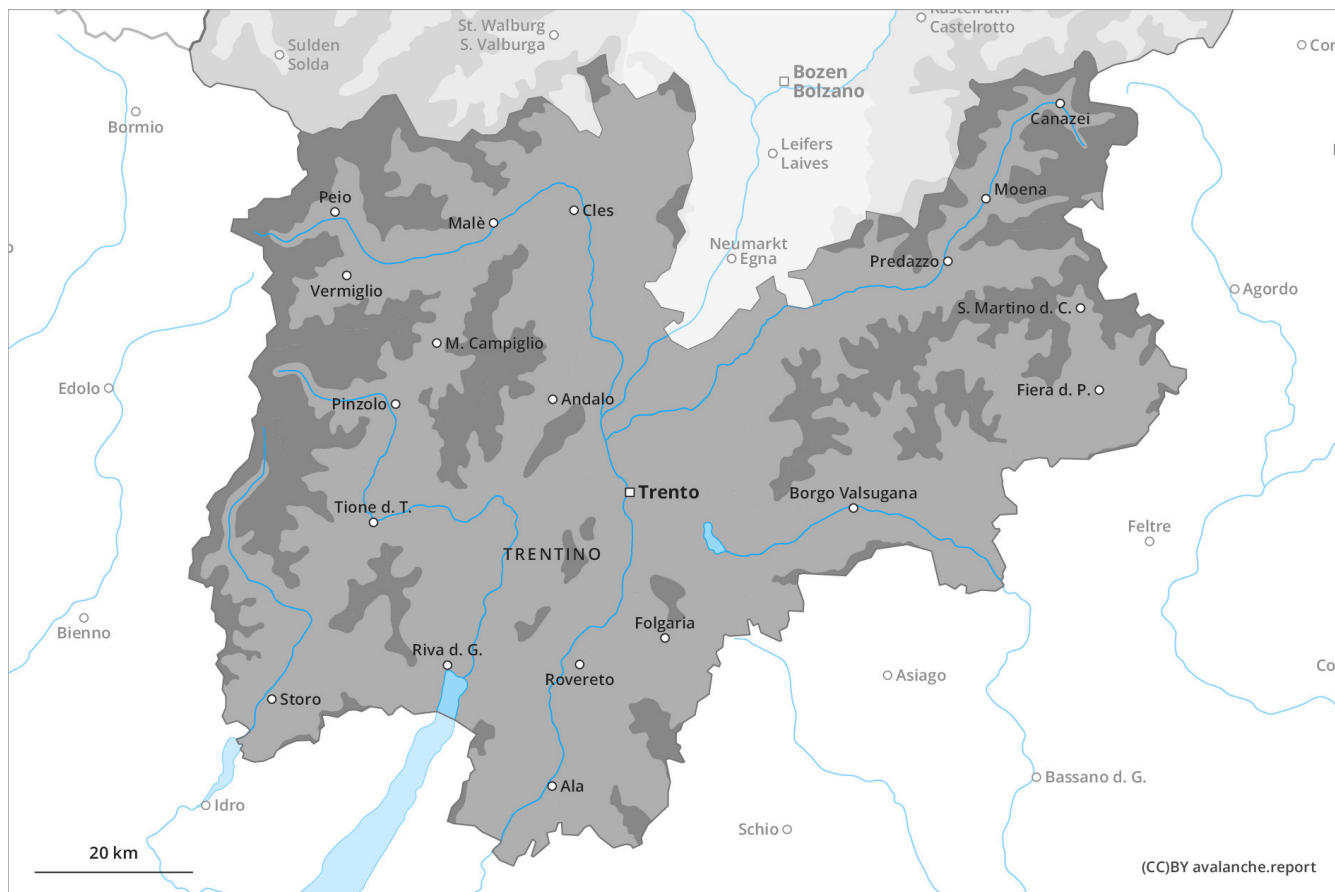 Kastelruth
Castelrotto
St. Walburg
S. Valburga
Sulden
Solda
Cor
Bozen
Bolzano
Bormio
Canazei
Leifers
Laives
Moena
Peio
Malè
Cles
Neumarkt
Egna
Predazzo
Vermiglio
Agordo
S. Martino d. C.
M. Campiglio
Edolo
Pinzolo
Andalo
Fiera d. P.
Trento
Borgo Valsugana
Tione d. T.
Feltre
TRENTINO
Bienno
Folgaria
Riva d. G.
Rovereto
Asiago
Co
Storo
Bassano d. G.
Ala
Idro
Schio
20 km
(CC)BY avalanche.report